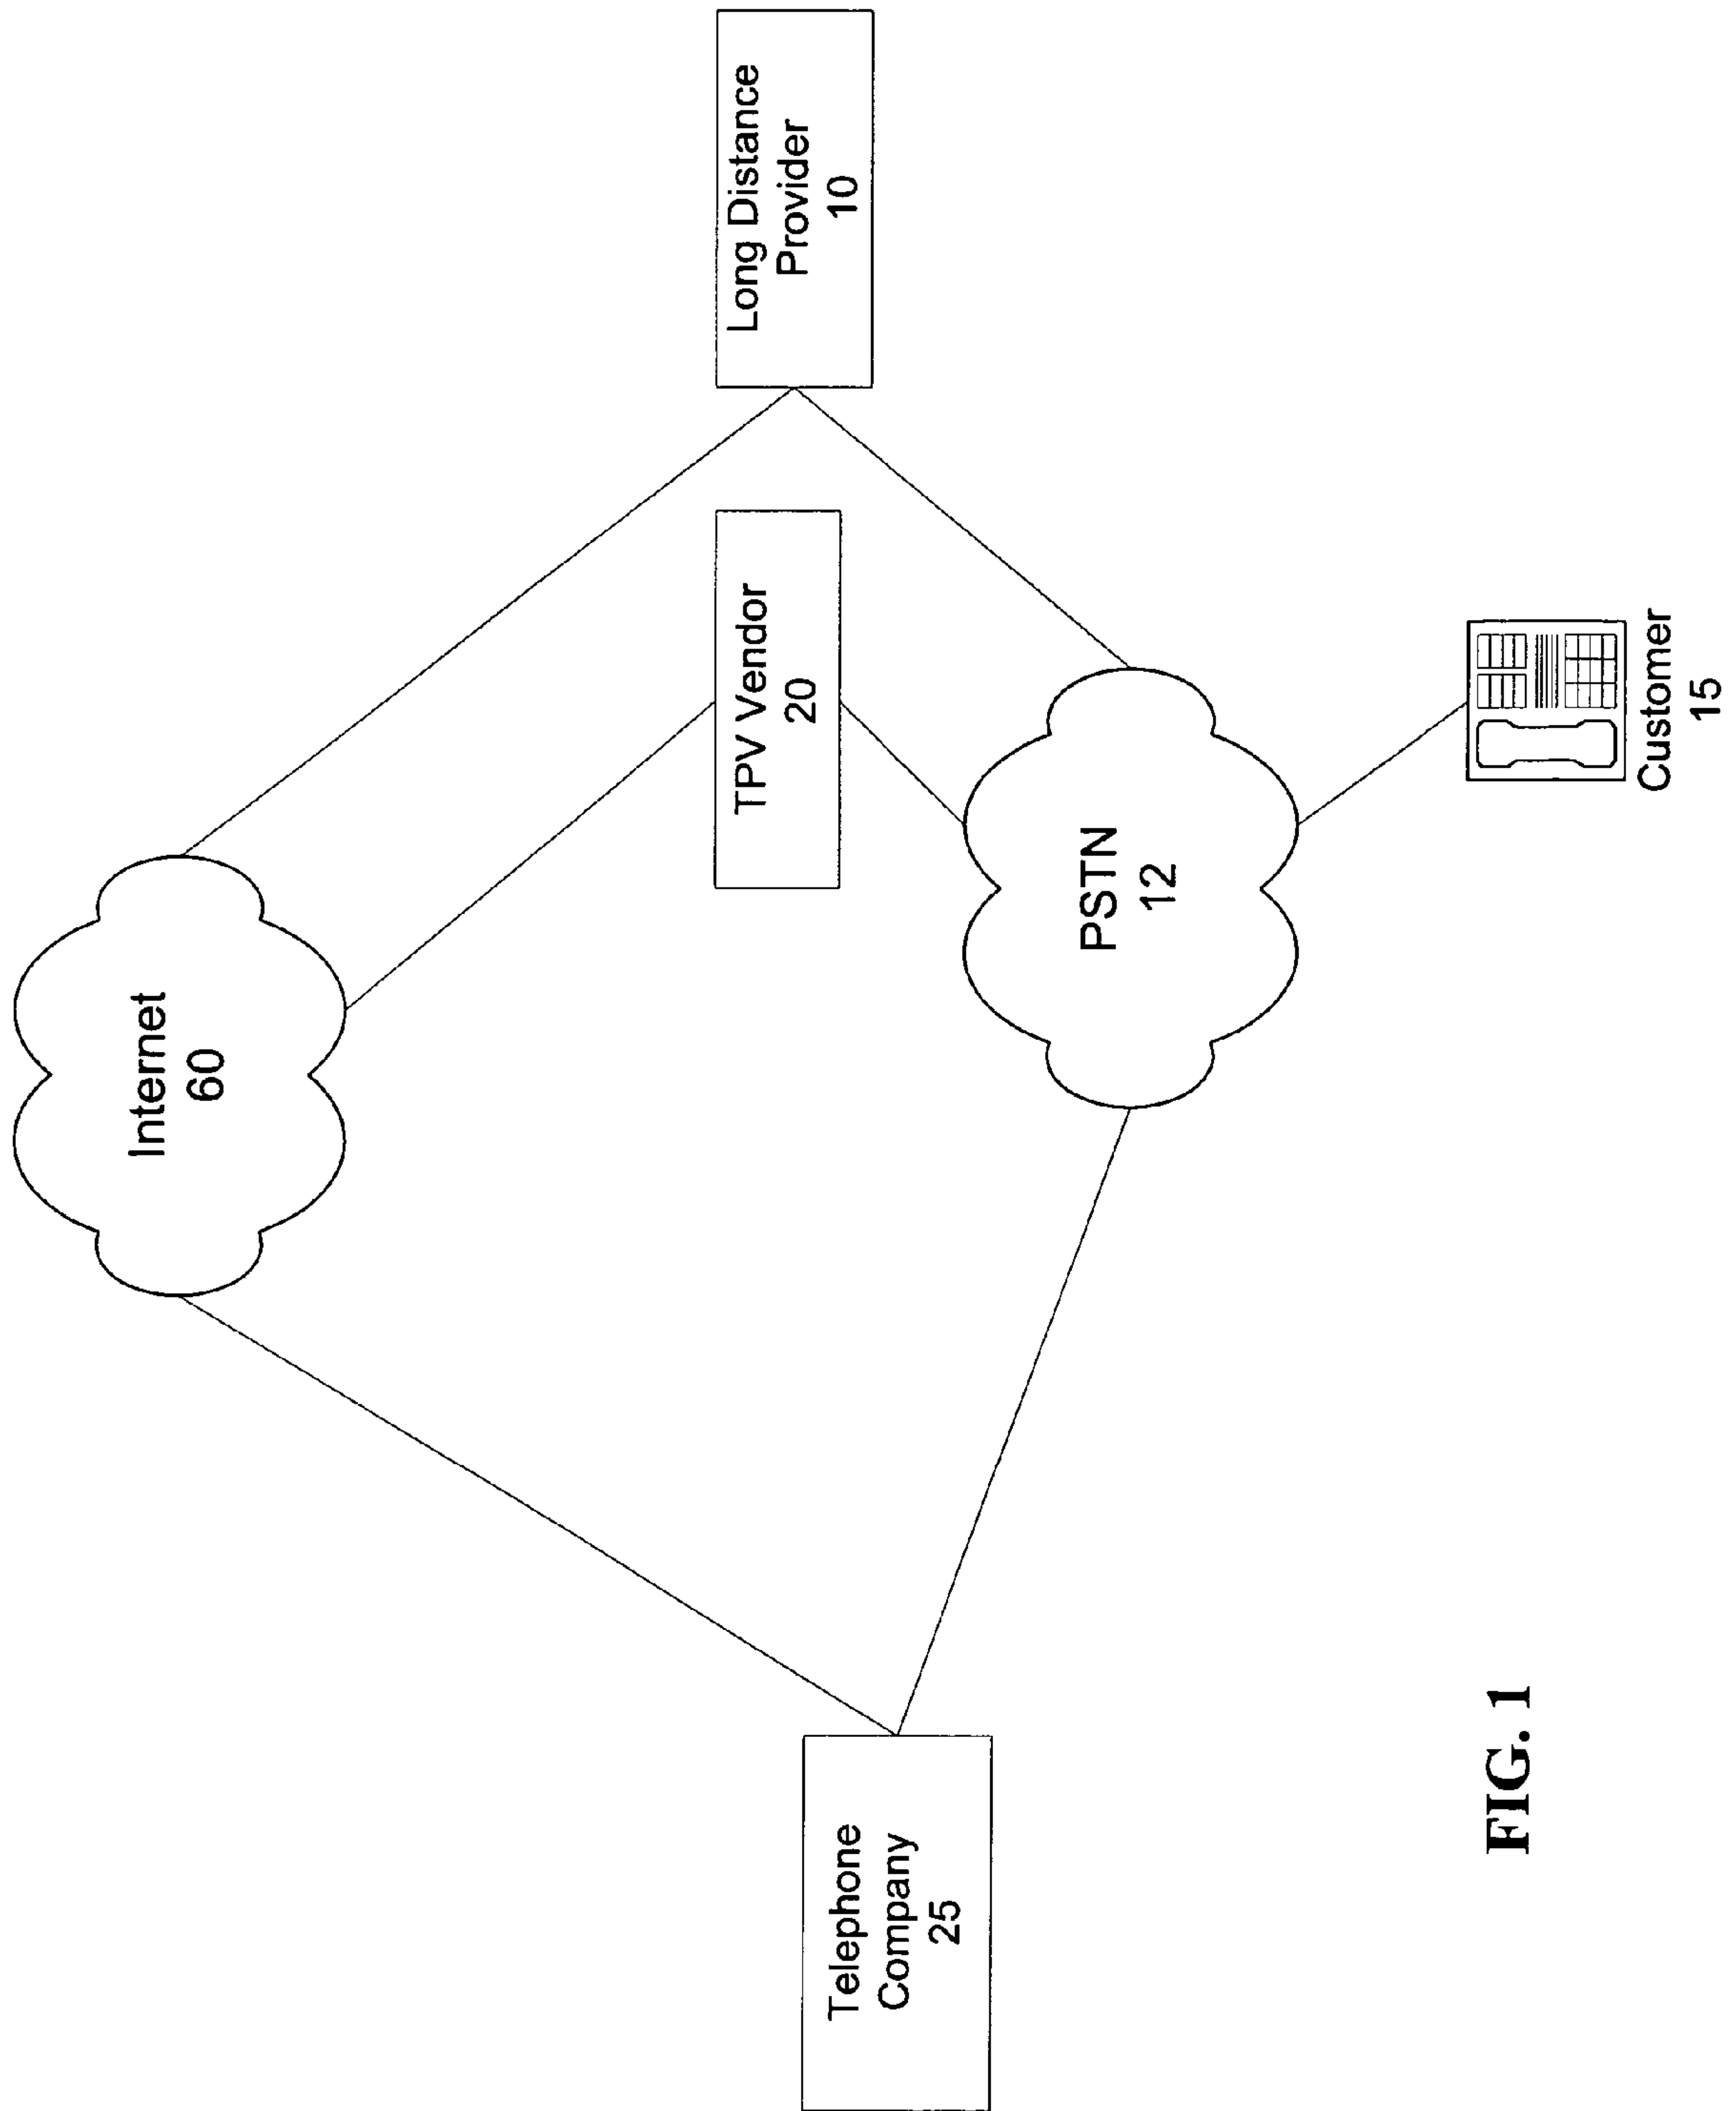 Internet
60
Telephone
Company
25
TPV Vendor
20
Long Distance
Provider
10
PSTN
12
Customer
15
FIG. 1